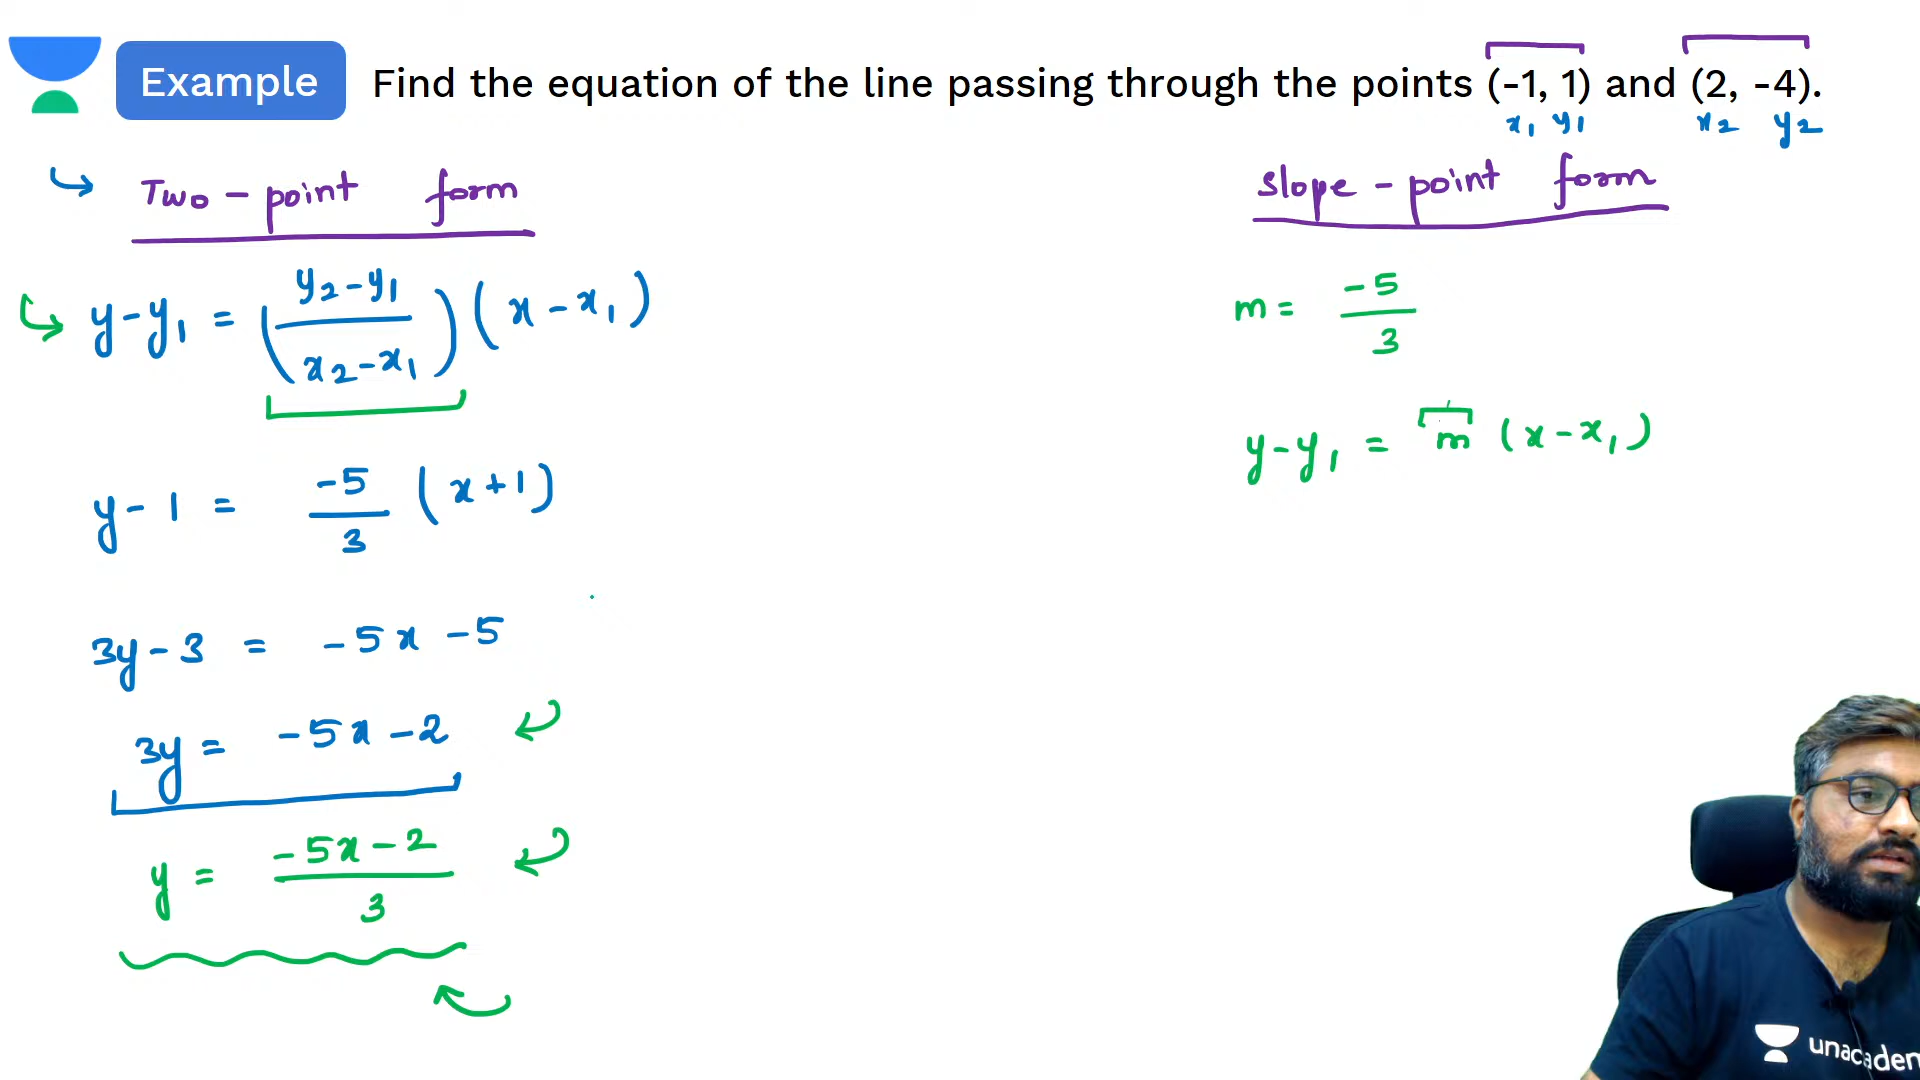 Example Find the equation of the line passing through the points (-1, 1) and (2, -4).
x₁ y₁ x₂ y₂
Two - point form
y - y₁ = (y₂ - y₁ / x₂ - x₁) (x - x₁)
y - 1 = -5/3 (x + 1)
3y - 3 = -5x - 5
3y = -5x - 2
y = -5x - 2 / 3
Slope - point form
m = -5/3
y - y₁ = m (x - x₁)
unacadem